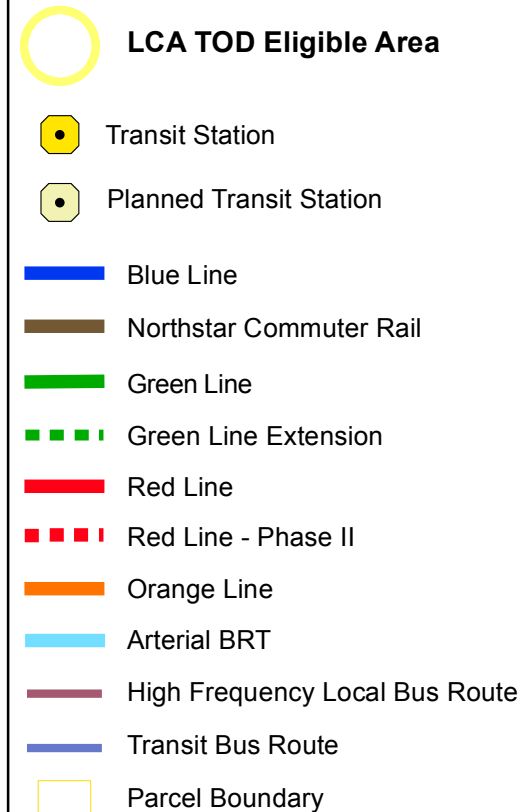 LCA TOD Eligible Area
Transit Station
Planned Transit Station
Blue Line
Northstar Commuter Rail
Green Line
Green Line Extension
Red Line
Red Line - Phase II
Orange Line
Arterial BRT
High Frequency Local Bus Route
Transit Bus Route
Parcel Boundary